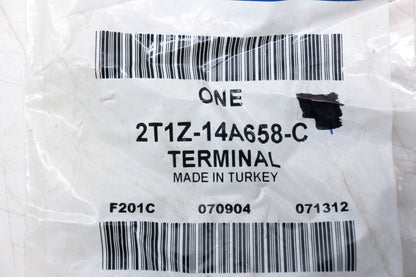 ONE
2T1Z-14A658-C
TERMINAL
MADE IN TURKEY
F201C 070904 071312